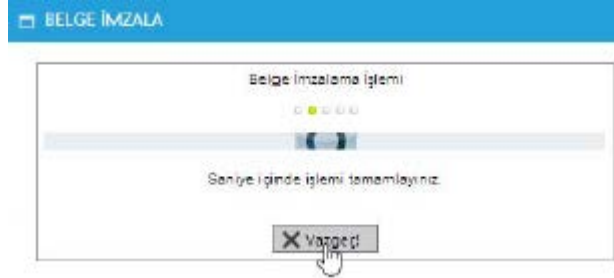 BELGE İMZALA
Belge İmzalama İşlemi
Saniye içinde işlemi tamamlayınız.
Vazgeç!